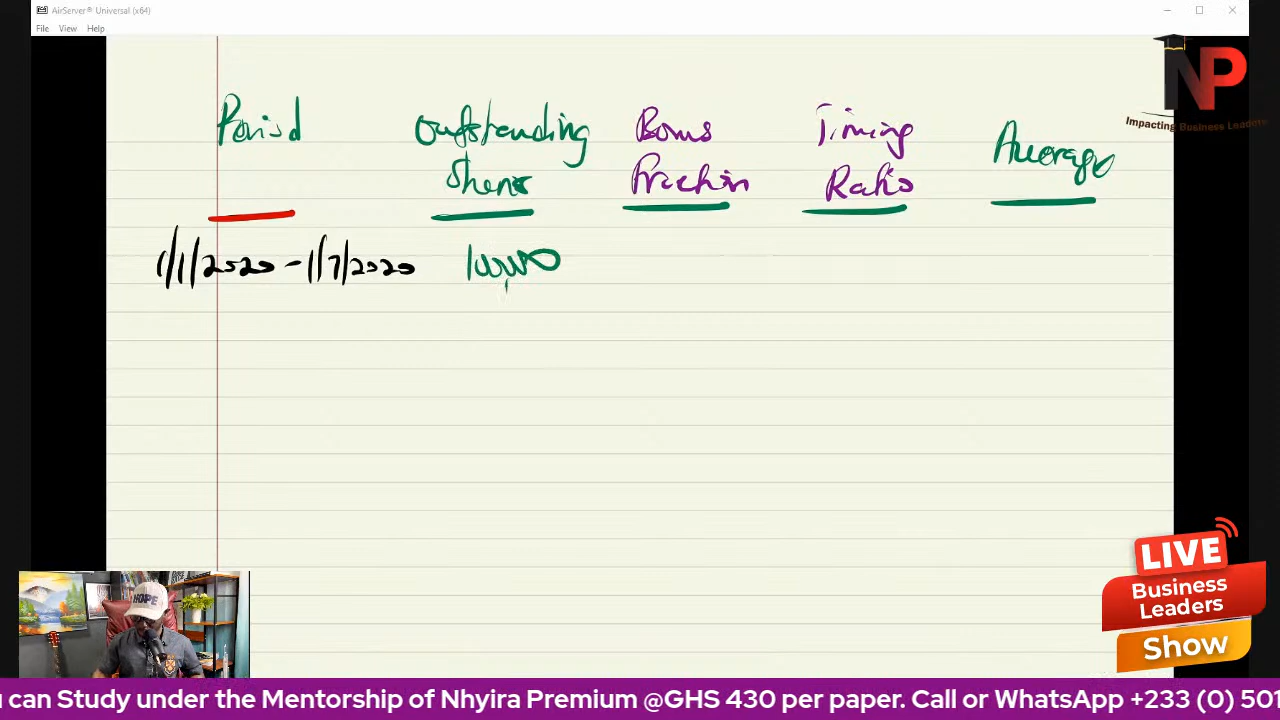 AirServer® Universal (x64)
File View Help
NP
Impacting Business Leaders
Period
Outstanding
Shares
Bonus
Fraction
Timing
Ratio
Average
1/1/2020 - 1/7/2020
HOPE
LIVE
Business
Leaders
Show
u can Study under the Mentorship of Nhyira Premium @GHS 430 per paper. Call or WhatsApp +233 (0) 501